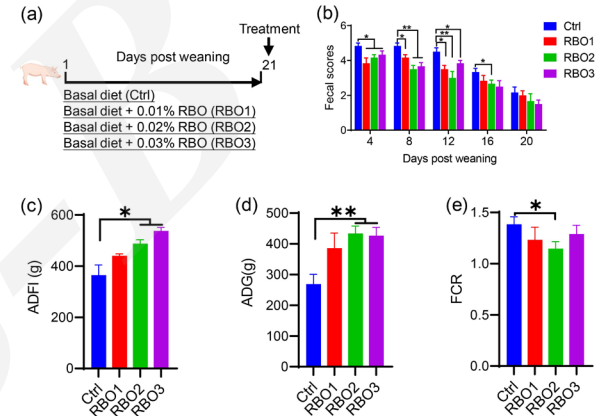 (a)
Treatment
1
Days post weaning
21
Basal diet (Ctrl)
Basal diet + 0.01% RBO (RBO1)
Basal diet + 0.02% RBO (RBO2)
Basal diet + 0.03% RBO (RBO3)
(b)
Fecal scores
6
4
2
0
* * ** * ** * *
4 8 12 16 20
Days post weaning
Ctrl
RBO1
RBO2
RBO3
(c)
ADFI (g)
600
400
200
0
*
Ctrl RBO1 RBO2 RBO3
(d)
ADG(g)
500
400
300
200
100
0
**
Ctrl RBO1 RBO2 RBO3
(e)
FCR
1.5
1.0
0.5
0.0
*
Ctrl RBO1 RBO2 RBO3